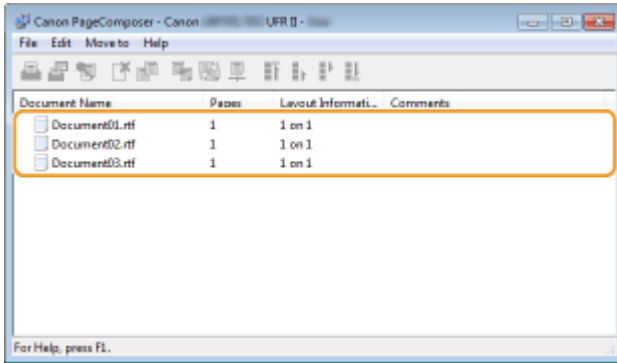 Canon PageComposer - Canon UFR II -
File Edit Move to Help
Document Name Pages Layout Informati... Comments
Document01.rtf 1 1 on 1
Document02.rtf 1 1 on 1
Document03.rtf 1 1 on 1
For Help, press F1.